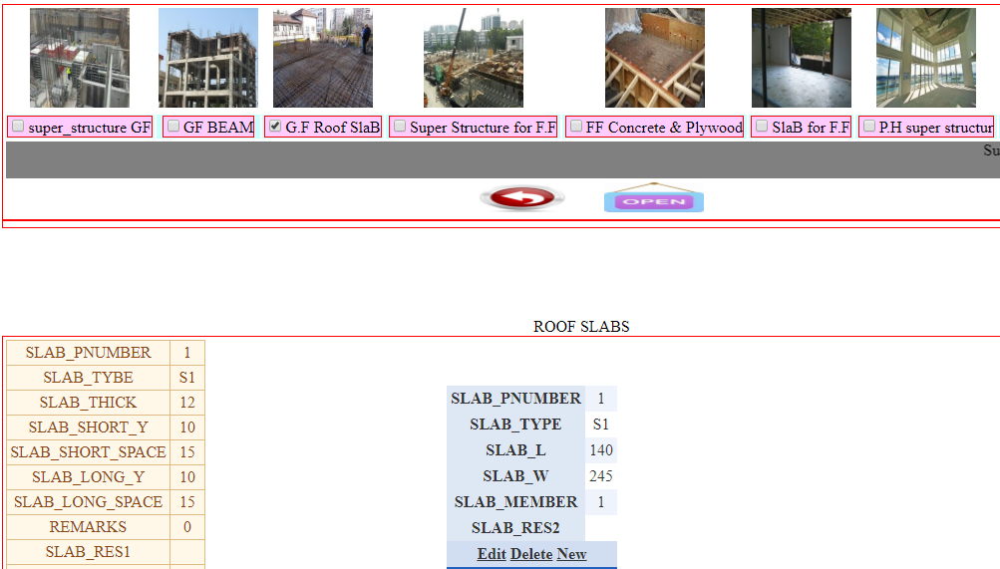 super_structure GF GF BEAM G.F Roof SlaB Super Structure for F.F FF Concrete & Plywood SlaB for F.F P.H super structur
Su
OPEN
ROOF SLABS
SLAB_PNUMBER 1
SLAB_TYBE S1
SLAB_THICK 12
SLAB_SHORT_Y 10
SLAB_SHORT_SPACE 15
SLAB_LONG_Y 10
SLAB_LONG_SPACE 15
REMARKS 0
SLAB_RES1
SLAB_PNUMBER 1
SLAB_TYPE S1
SLAB_L 140
SLAB_W 245
SLAB_MEMBER 1
SLAB_RES2
Edit Delete New